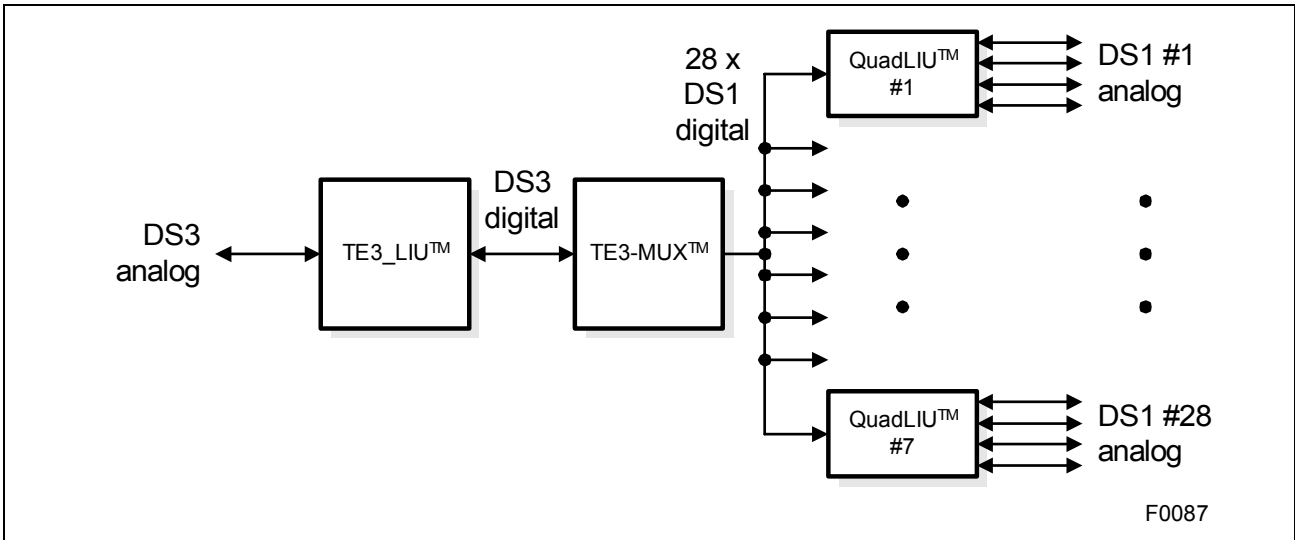 DS3
analog
TE3_LIU™
DS3
digital
TE3-MUX™
28 x
DS1
digital
QuadLIU™
#1
DS1 #1
analog
QuadLIU™
#7
DS1 #28
analog
F0087